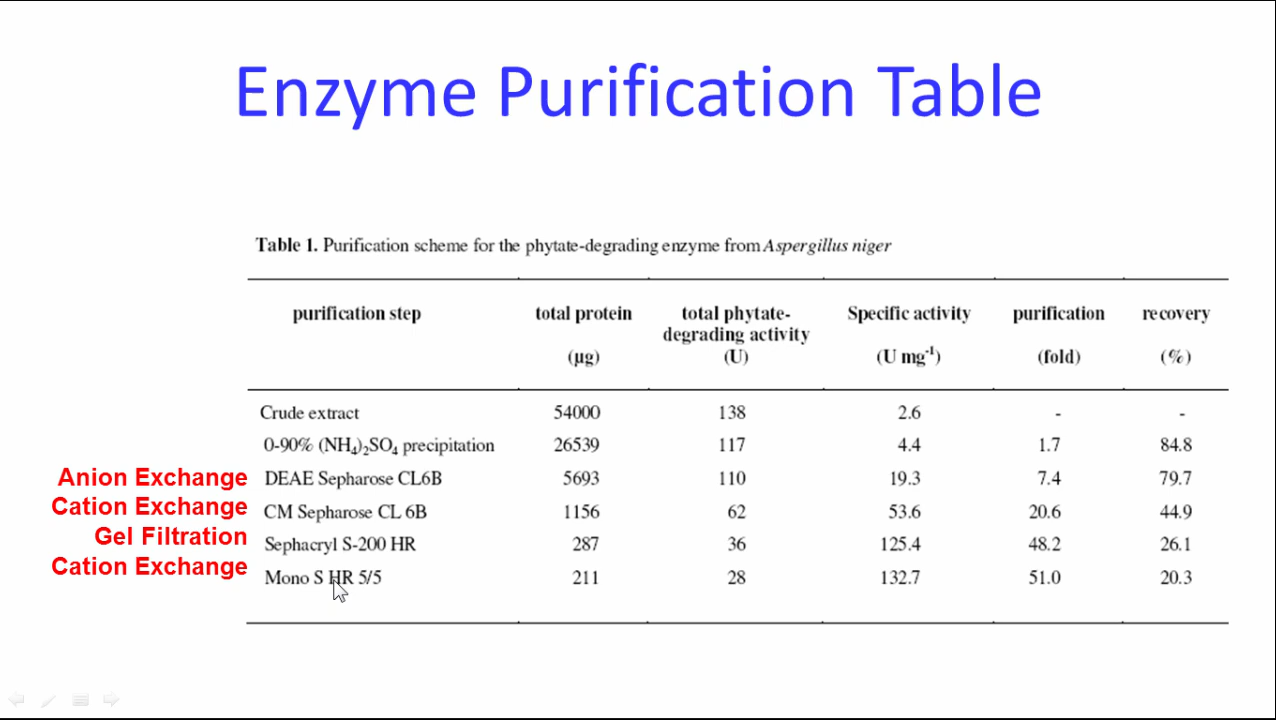 Enzyme Purification Table
Table 1. Purification scheme for the phytate-degrading enzyme from Aspergillus niger
purification step total protein (µg) total phytate-degrading activity (U) Specific activity (U mg⁻¹) purification (fold) recovery (%)
Crude extract 54000 138 2.6 - -
0-90% (NH₄)₂SO₄ precipitation 26539 117 4.4 1.7 84.8
Anion Exchange DEAE Sepharose CL6B 5693 110 19.3 7.4 79.7
Cation Exchange CM Sepharose CL 6B 1156 62 53.6 20.6 44.9
Gel Filtration Sephacryl S-200 HR 287 36 125.4 48.2 26.1
Cation Exchange Mono S HR 5/5 211 28 132.7 51.0 20.3